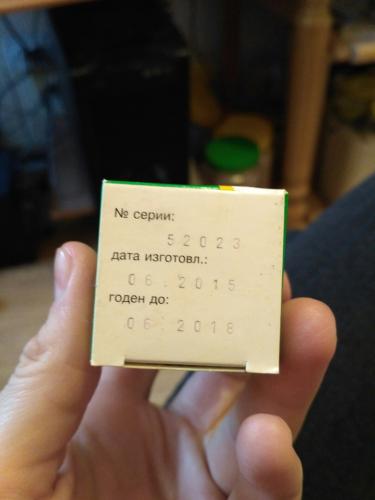 № серии:
52023
дата изготовл.:
06.2015
годен до:
06.2018